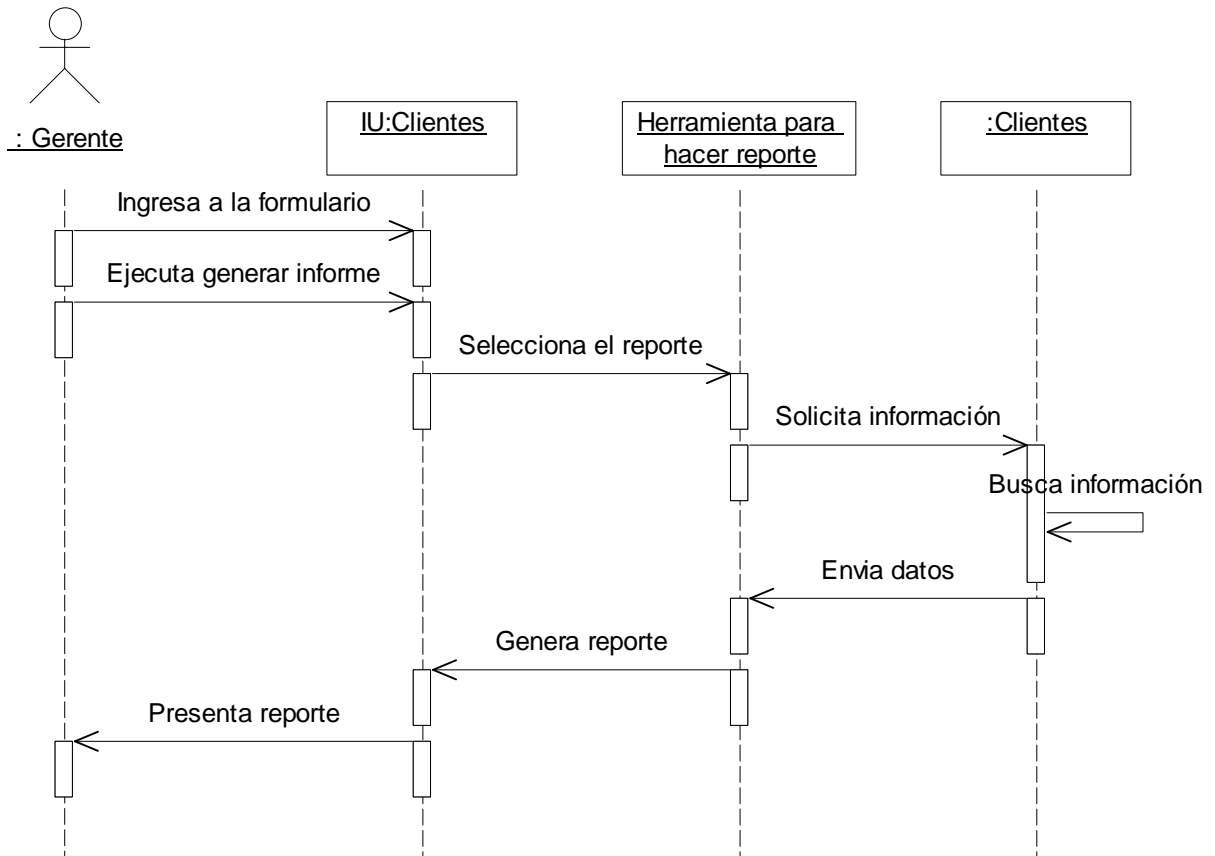 : Gerente
IU:Clientes
Herramienta para
hacer reporte
:Clientes
Ingresa a la formulario
Ejecuta generar informe
Selecciona el reporte
Solicita información
Busca información
Envia datos
Genera reporte
Presenta reporte